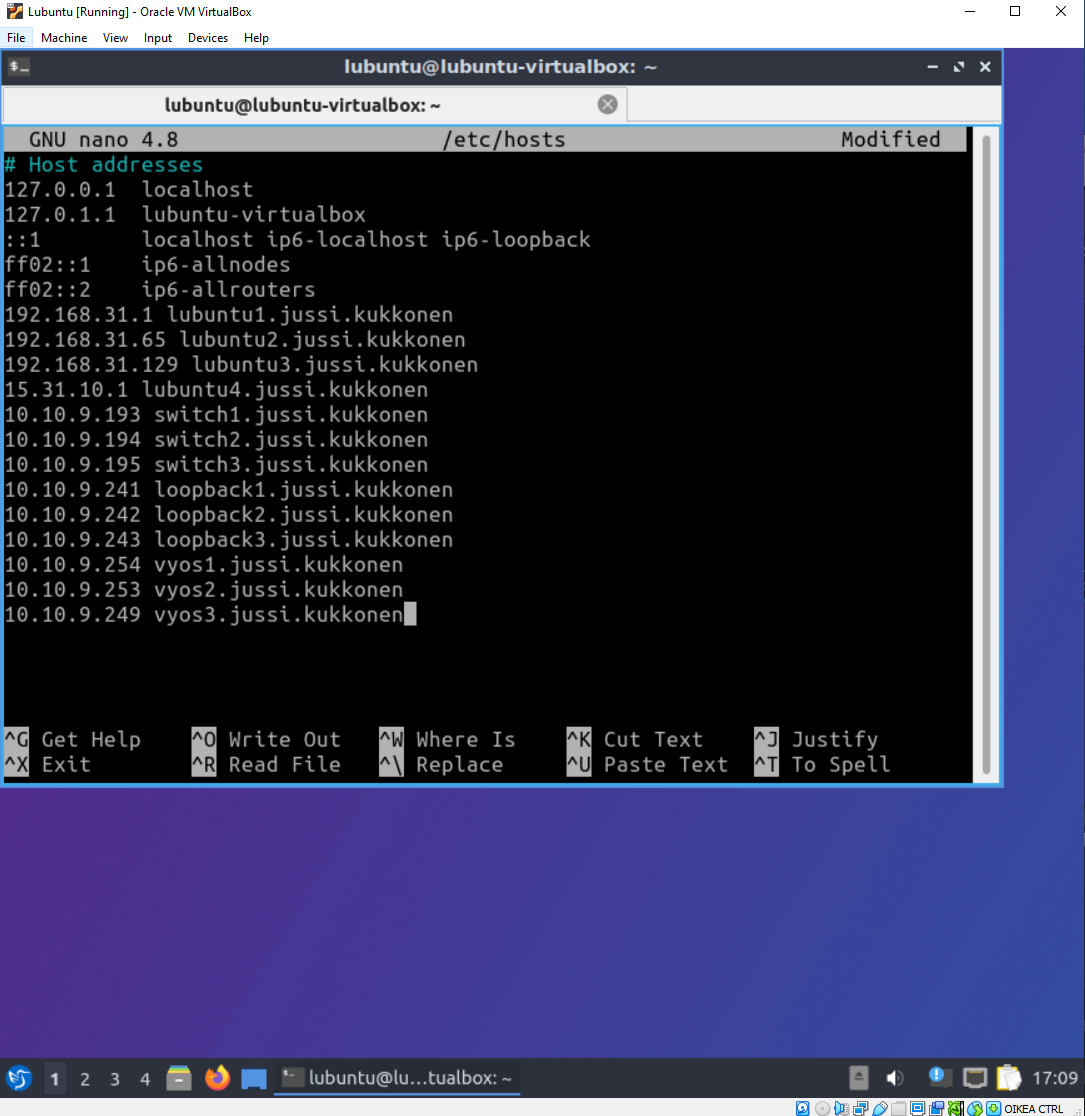 Lubuntu [Running] - Oracle VM VirtualBox
File Machine View Input Devices Help
lubuntu@lubuntu-virtualbox: ~
lubuntu@lubuntu-virtualbox: ~
GNU nano 4.8 /etc/hosts Modified
# Host addresses
127.0.0.1 localhost
127.0.1.1 lubuntu-virtualbox
::1 localhost ip6-localhost ip6-loopback
ff02::1 ip6-allnodes
ff02::2 ip6-allrouters
192.168.31.1 lubuntu1.jussi.kukkonen
192.168.31.65 lubuntu2.jussi.kukkonen
192.168.31.129 lubuntu3.jussi.kukkonen
15.31.10.1 lubuntu4.jussi.kukkonen
10.10.9.193 switch1.jussi.kukkonen
10.10.9.194 switch2.jussi.kukkonen
10.10.9.195 switch3.jussi.kukkonen
10.10.9.241 loopback1.jussi.kukkonen
10.10.9.242 loopback2.jussi.kukkonen
10.10.9.243 loopback3.jussi.kukkonen
10.10.9.254 vyos1.jussi.kukkonen
10.10.9.253 vyos2.jussi.kukkonen
10.10.9.249 vyos3.jussi.kukkonen
^G Get Help ^O Write Out ^W Where Is ^K Cut Text ^J Justify
^X Exit ^R Read File ^\ Replace ^U Paste Text ^T To Spell
1 2 3 4 lubuntu@lu...tualbox: ~ 17:09
OIKEA CTRL